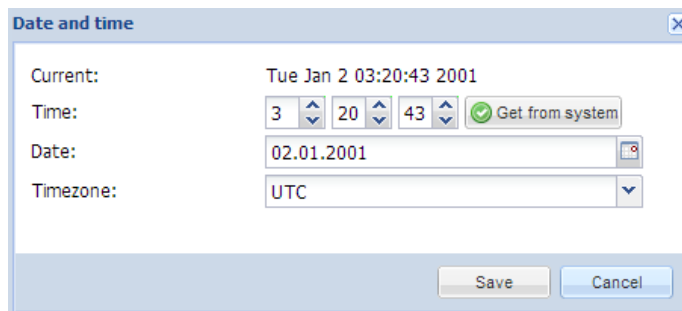 Date and time
Current: Tue Jan 2 03:20:43 2001
Time: 3 20 43 Get from system
Date: 02.01.2001
Timezone: UTC
Save Cancel